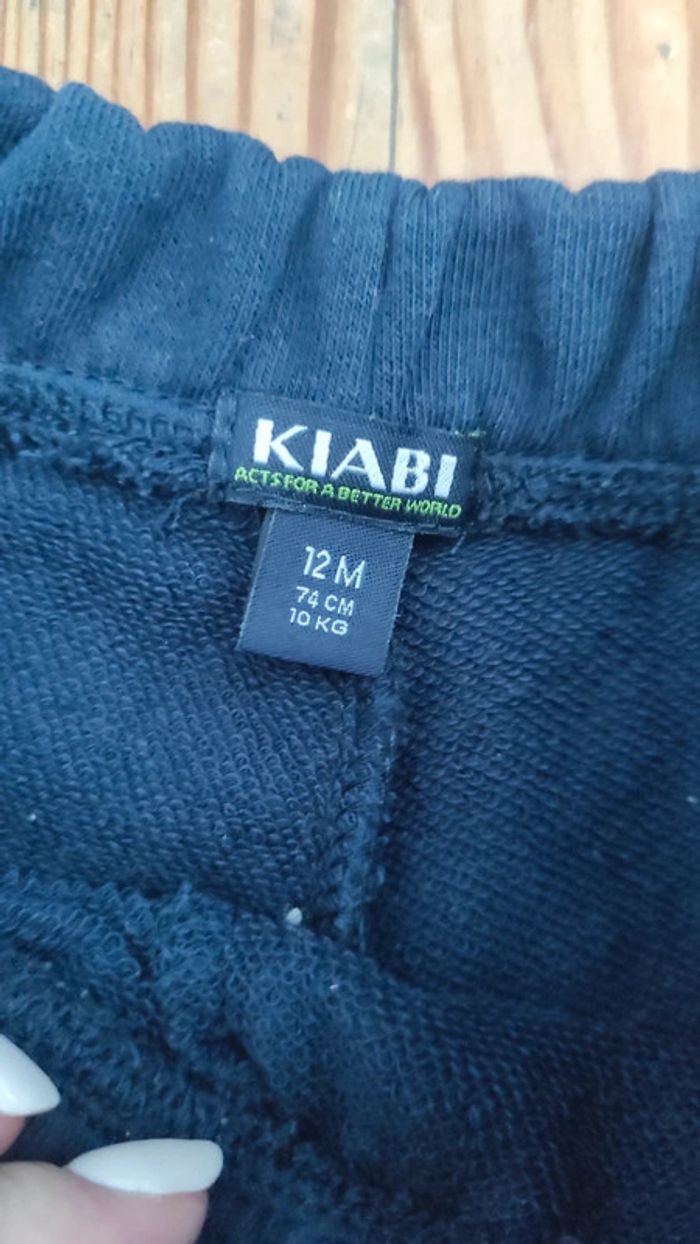 KIABI
ACTS FOR A BETTER WORLD
12 M
74 CM
10 KG